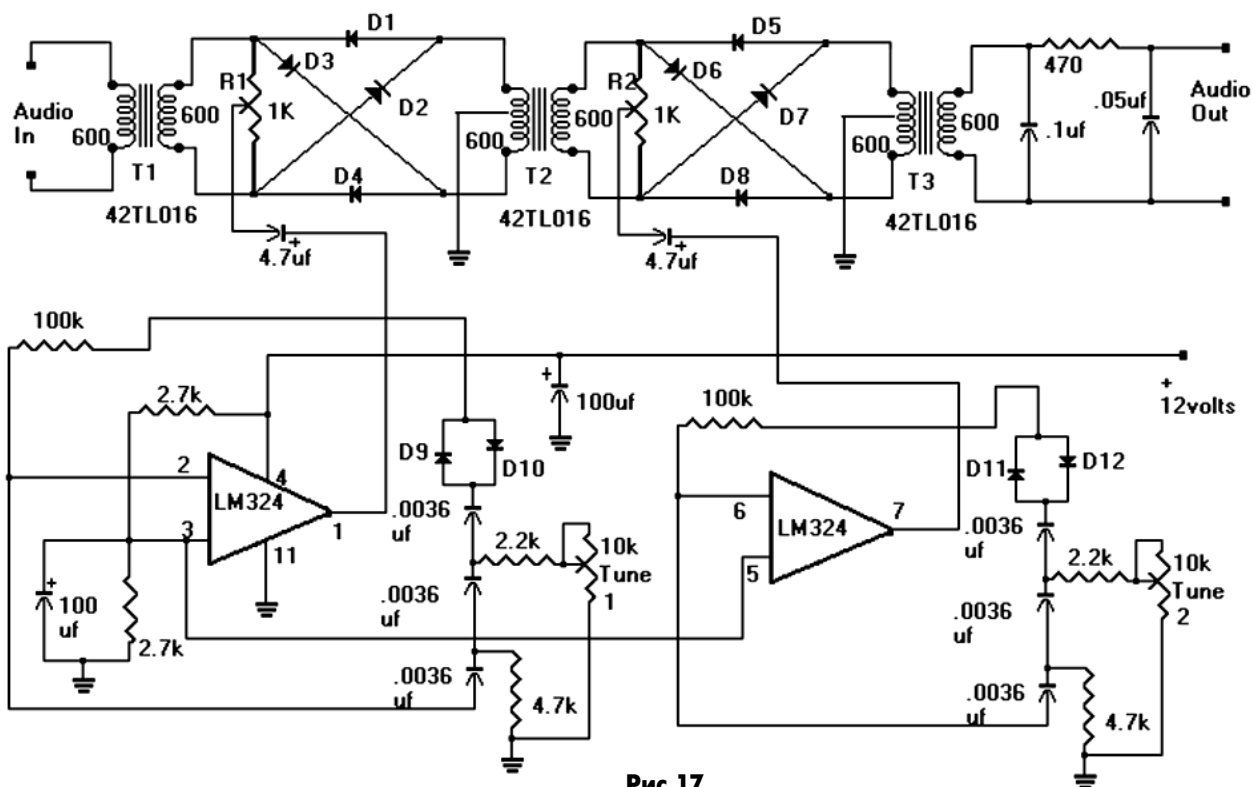 D1
D3
R1
1K
D2
D4
Audio
In
600
600
T1
42TL016
4.7uf
+
600
600
T2
42TL016
D5
D6
R2
1K
D7
D8
4.7uf
+
600
600
T3
42TL016
470
.1uf
.05uf
Audio
Out
100k
2.7k
2
3
4
LM324
1
11
+
100
uf
2.7k
D9
D10
.0036
uf
2.2k
10k
Tune
1
.0036
uf
.0036
uf
4.7k
+
100uf
+
12volts
100k
6
5
LM324
7
D11
D12
.0036
uf
2.2k
10k
Tune
2
.0036
uf
.0036
uf
4.7k
Рис.17